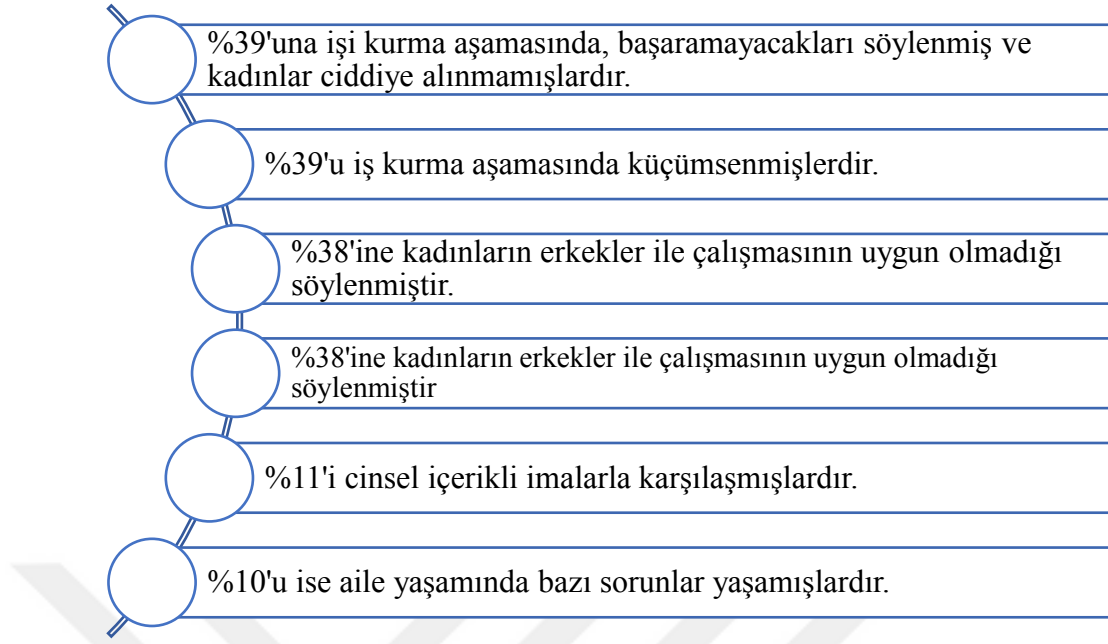 %39'una işi kurma aşamasında, başaramayacakları söylenmiş ve
kadınlar ciddiye alınmamışlardır.
%39'u iş kurma aşamasında küçümsenmişlerdir.
%38'ine kadınların erkekler ile çalışmasının uygun olmadığı
söylenmiştir.
%38'ine kadınların erkekler ile çalışmasının uygun olmadığı
söylenmiştir
%11'i cinsel içerikli imalarla karşılaşmışlardır.
%10'u ise aile yaşamında bazı sorunlar yaşamışlardır.